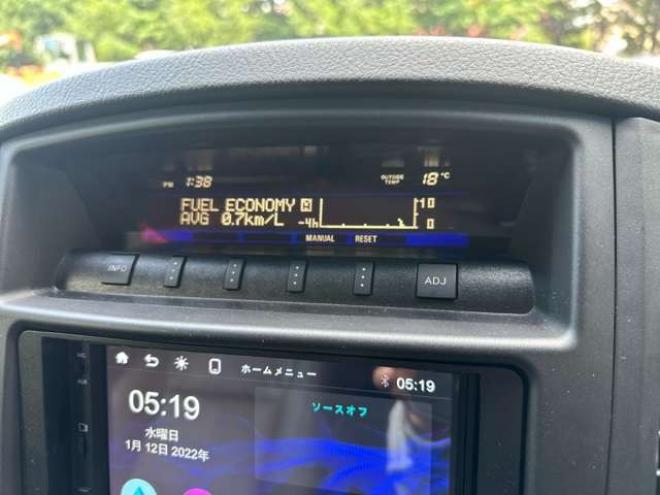 PM 1:38 OUTSIDE TEMP 18 °C
FUEL ECONOMY A 10
AVG 0.7km/L -4h 0
MANUAL RESET
INFO ADJ
ホームメニュー 05:19
05:19
ソースオフ
水曜日
1月 12日 2022年